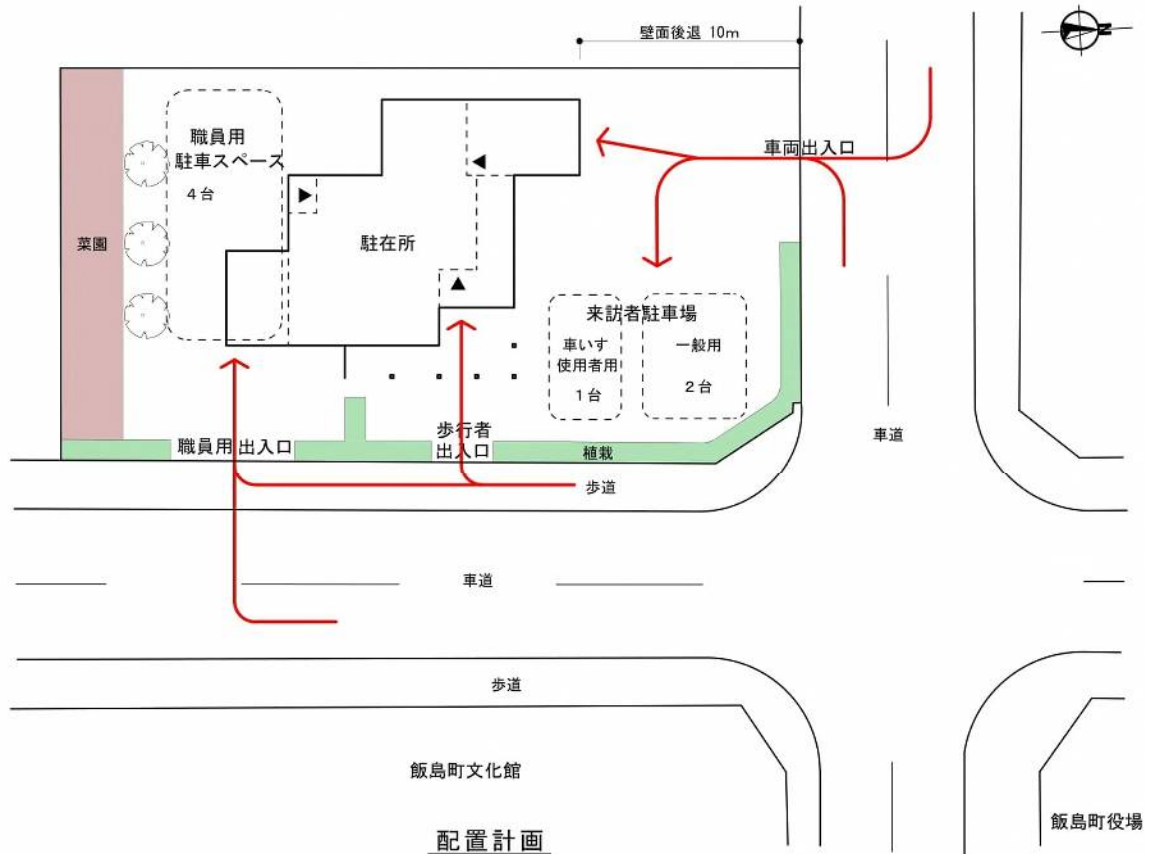 壁面後退 10m
N
職員用
駐車スペース
4台
車両出入口
菜園
駐在所
来訪者駐車場
車いす
使用者用
1台
一般用
2台
職員用出入口
歩行者
出入口
植栽
車道
歩道
車道
歩道
飯島町文化館
飯島町役場
配置計画